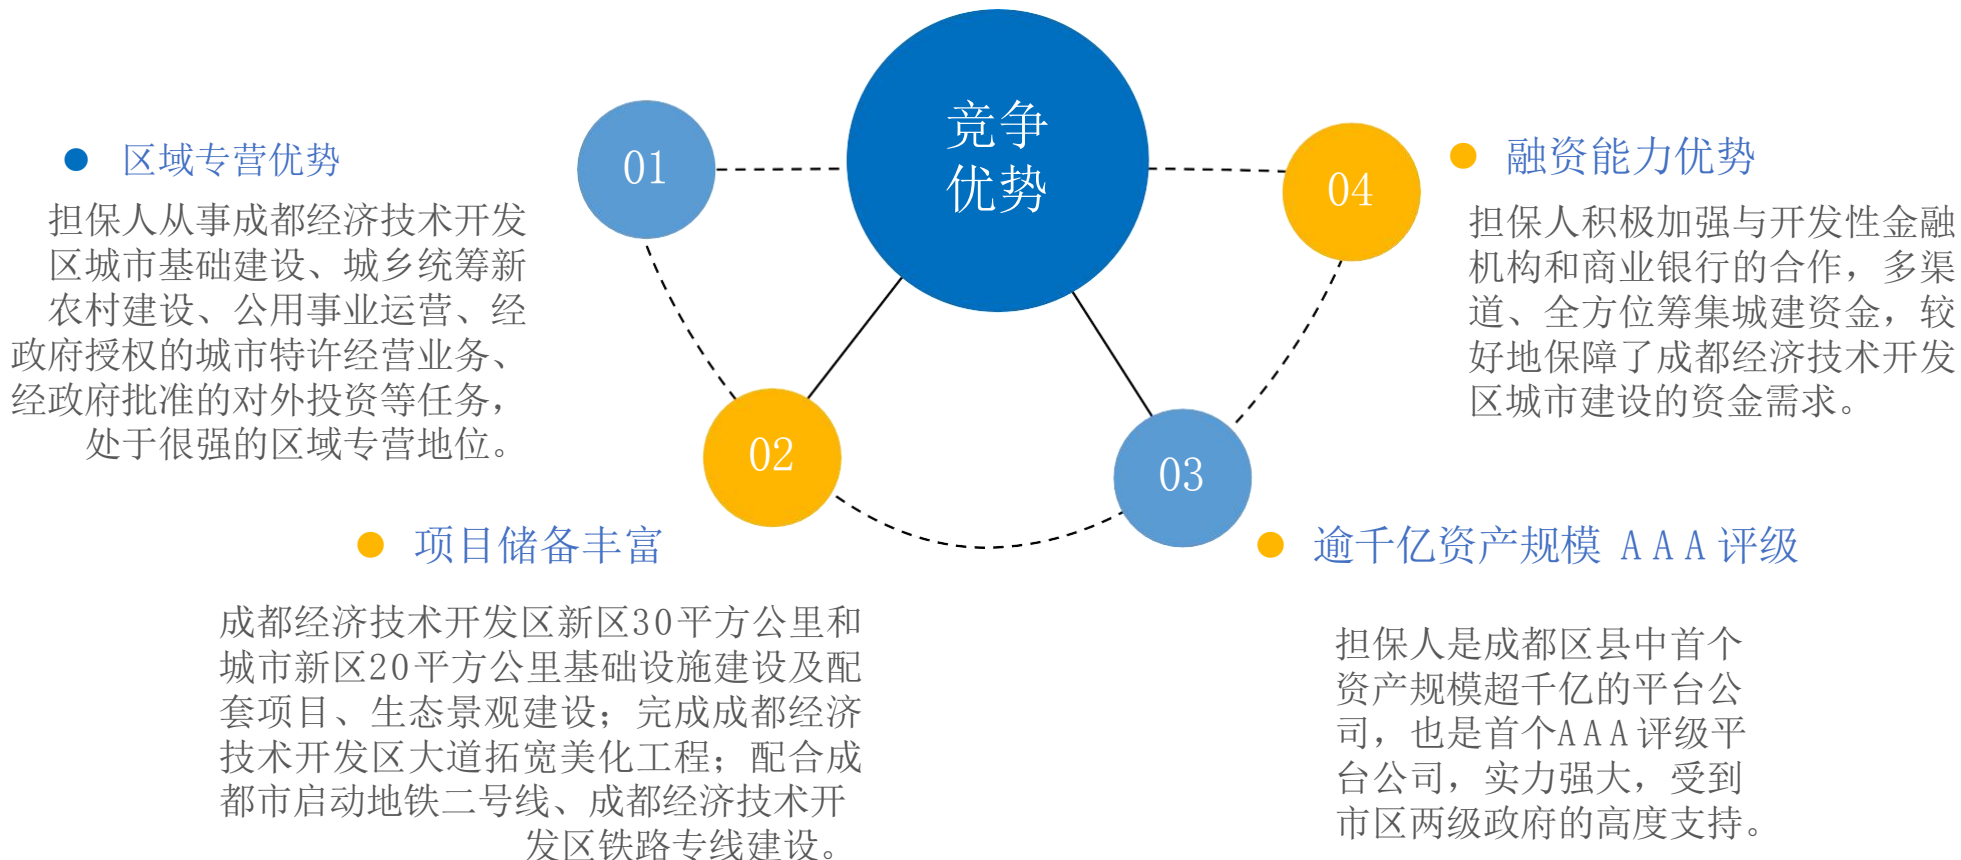 竞争
优势
01
区域专营优势
担保人从事成都经济技术开发
区城市基础建设、城乡统筹新
农村建设、公用事业运营、经
政府授权的城市特许经营业务、
经政府批准的对外投资等任务，
处于很强的区域专营地位。
02
项目储备丰富
成都经济技术开发区新区30平方公里和
城市新区20平方公里基础设施建设及配
套项目、生态景观建设；完成成都经济
技术开发区大道拓宽美化工程；配合成
都市启动地铁二号线、成都经济技术开
发区铁路专线建设。
03
逾千亿资产规模 AAA评级
担保人是成都区县中首个
资产规模超千亿的平台公
司，也是首个AAA评级平
台公司，实力强大，受到
市区两级政府的高度支持。
04
融资能力优势
担保人积极加强与开发性金融
机构和商业银行的合作，多渠
道、全方位筹集城建资金，较
好地保障了成都经济技术开发
区城市建设的资金需求。